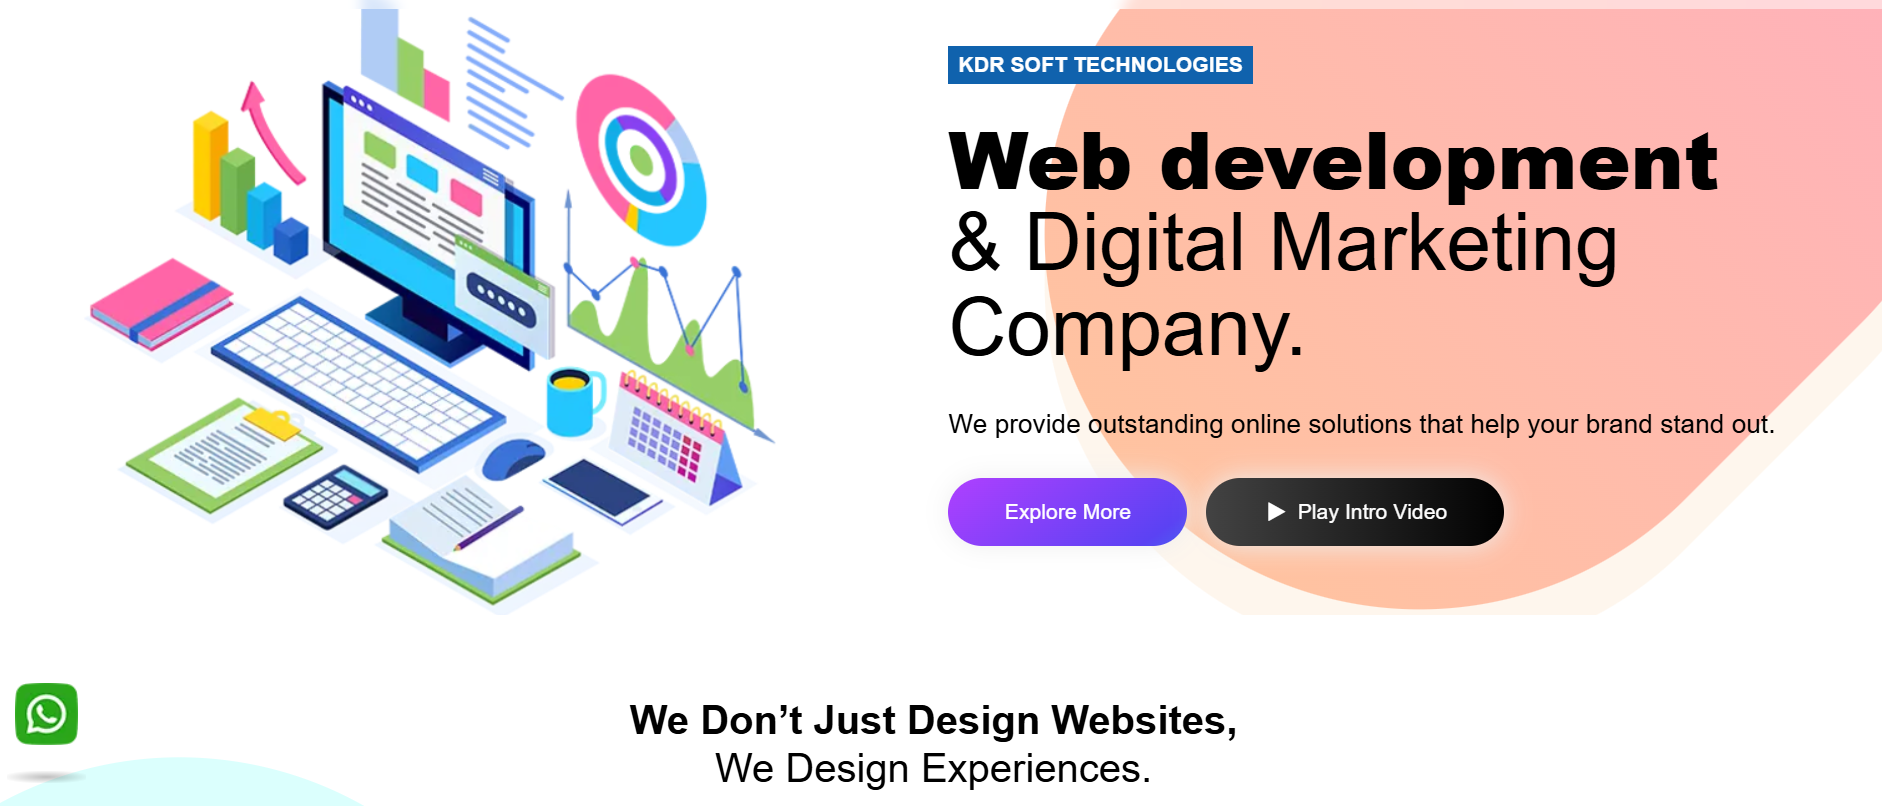 KDR SOFT TECHNOLOGIES
Web development
& Digital Marketing
Company.
We provide outstanding online solutions that help your brand stand out.
Explore More
Play Intro Video
We Don’t Just Design Websites,
We Design Experiences.